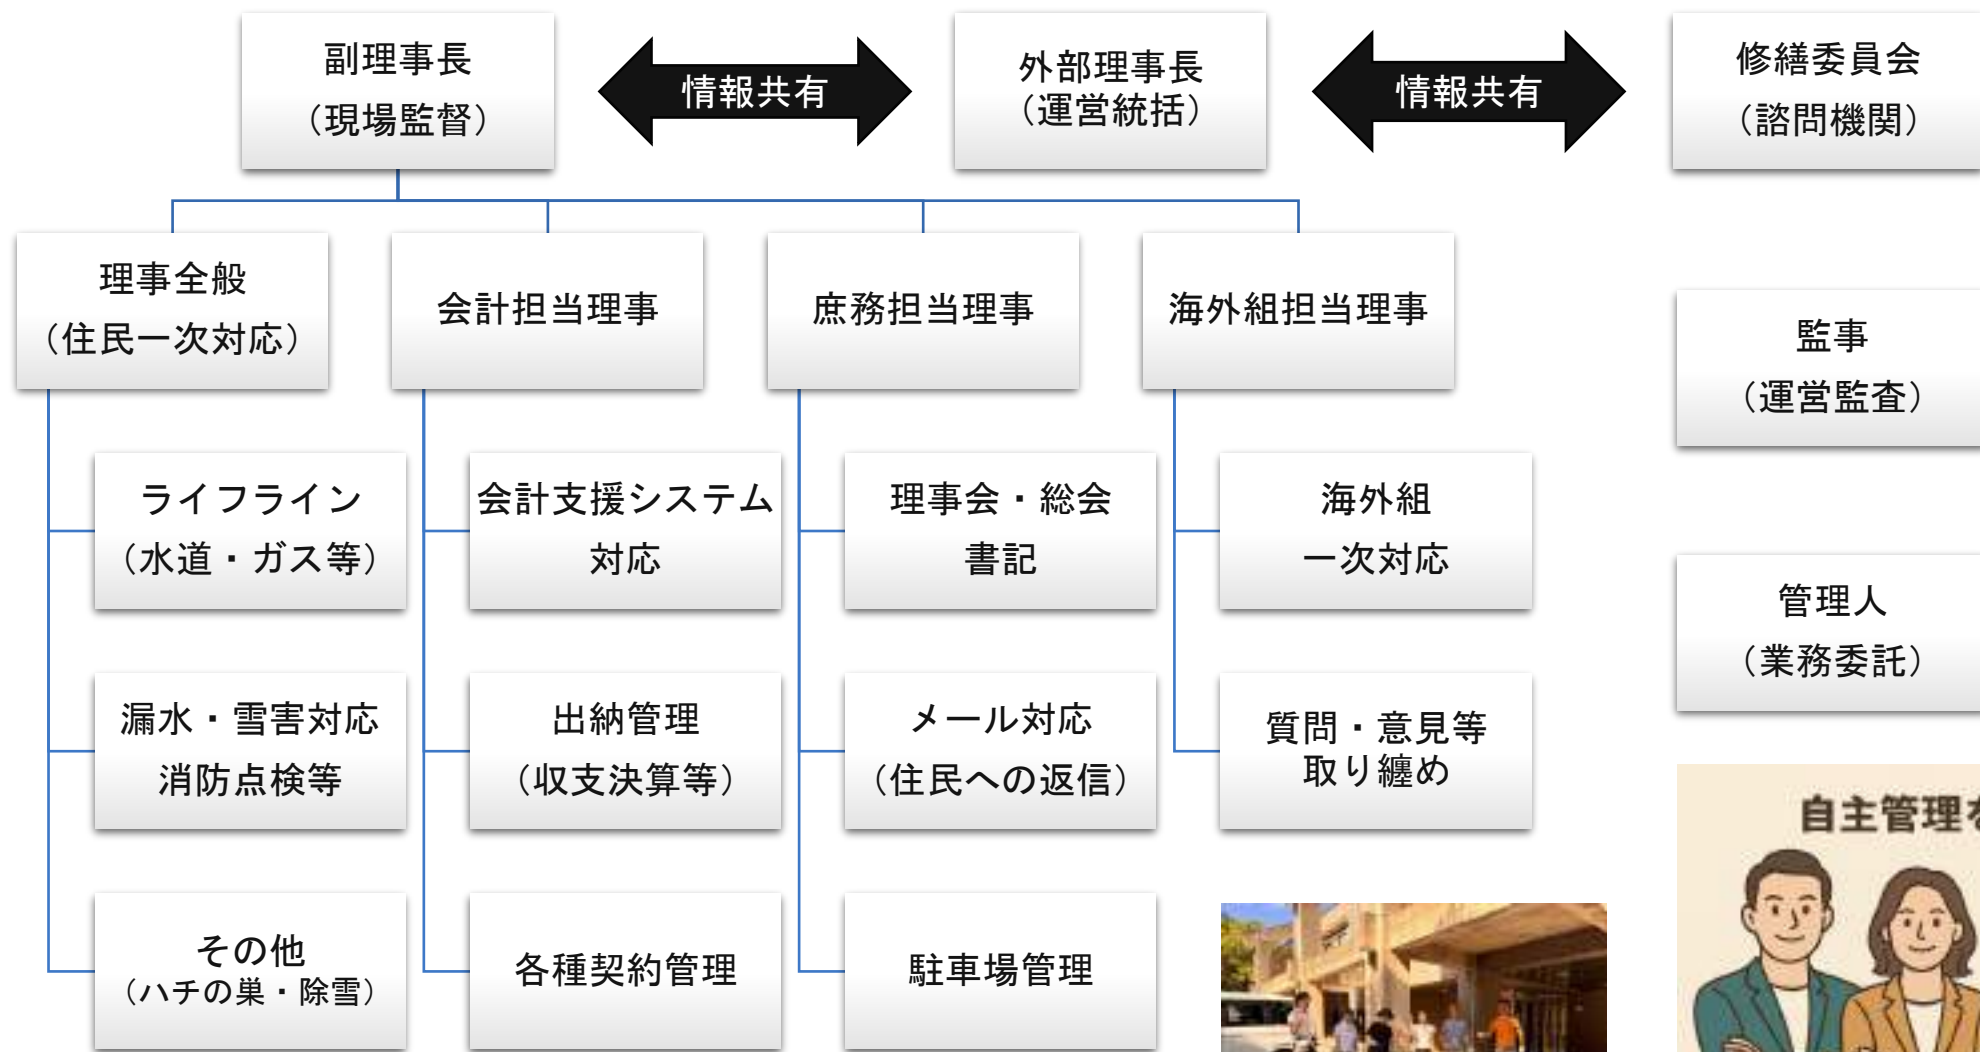 副理事長
（現場監督）
情報共有
外部理事長
（運営統括）
情報共有
修繕委員会
（諮問機関）
理事全般
（住民一次対応）
会計担当理事
庶務担当理事
海外組担当理事
監事
（運営監査）
ライフライン
（水道・ガス等）
会計支援システム
対応
理事会・総会
書記
海外組
一次対応
管理人
（業務委託）
漏水・雪害対応
消防点検等
出納管理
（収支決算等）
メール対応
（住民への返信）
質問・意見等
取り纏め
自主管理を
その他
（ハチの巣・除雪）
各種契約管理
駐車場管理